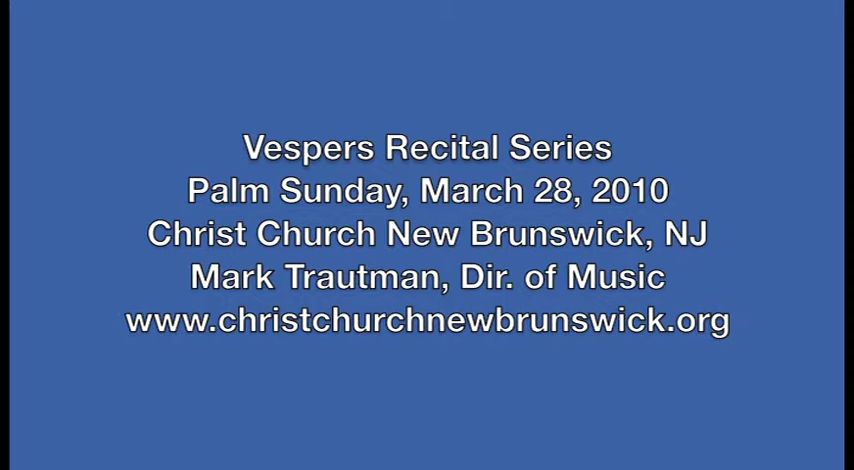 Vespers Recital Series
Palm Sunday, March 28, 2010
Christ Church New Brunswick, NJ
Mark Trautman, Dir. of Music
www.christchurchnewbrunswick.org